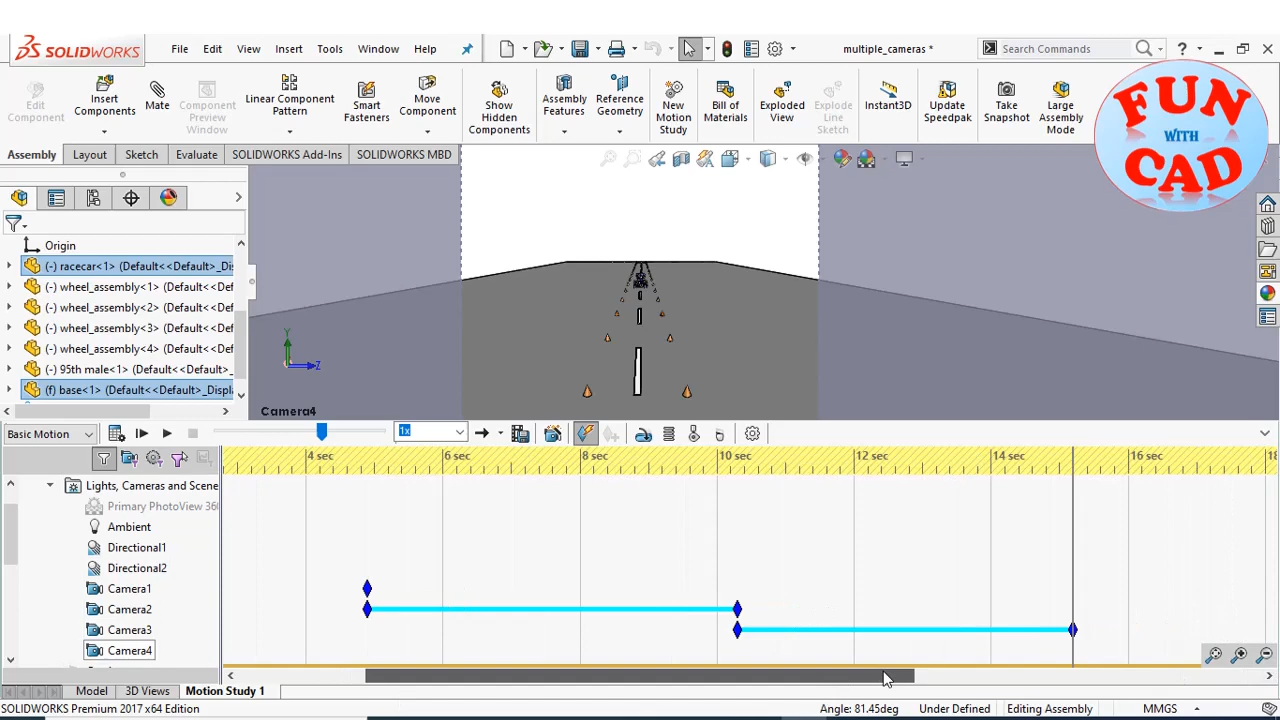 SOLIDWORKS
File Edit View Insert Tools Window Help
multiple_cameras *
Search Commands
Edit Component
Insert Components
Mate
Component Preview Window
Linear Component Pattern
Smart Fasteners
Move Component
Show Hidden Components
Assembly Features
Reference Geometry
New Motion Study
Bill of Materials
Exploded View
Explode Line Sketch
Instant3D
Update Speedpak
Take Snapshot
Large Assembly Mode
FUN
WITH
CAD
Assembly Layout Sketch Evaluate SOLIDWORKS Add-Ins SOLIDWORKS MBD
Origin
(-) racecar<1> (Default<<Default>_Dis
(-) wheel_assembly<1> (Default<<Def
(-) wheel_assembly<2> (Default<<Def
(-) wheel_assembly<3> (Default<<Def
(-) wheel_assembly<4> (Default<<Def
(-) 95th male<1> (Default<<Default>_
(f) base<1> (Default<<Default>_Displa
Y
Z
Camera4
Basic Motion
1x
4 sec 6 sec 8 sec 10 sec 12 sec 14 sec 16 sec 18
Lights, Cameras and Scene
Primary PhotoView 360
Ambient
Directional1
Directional2
Camera1
Camera2
Camera3
Camera4
Model 3D Views Motion Study 1
SOLIDWORKS Premium 2017 x64 Edition
Angle: 81.45deg Under Defined Editing Assembly MMGS